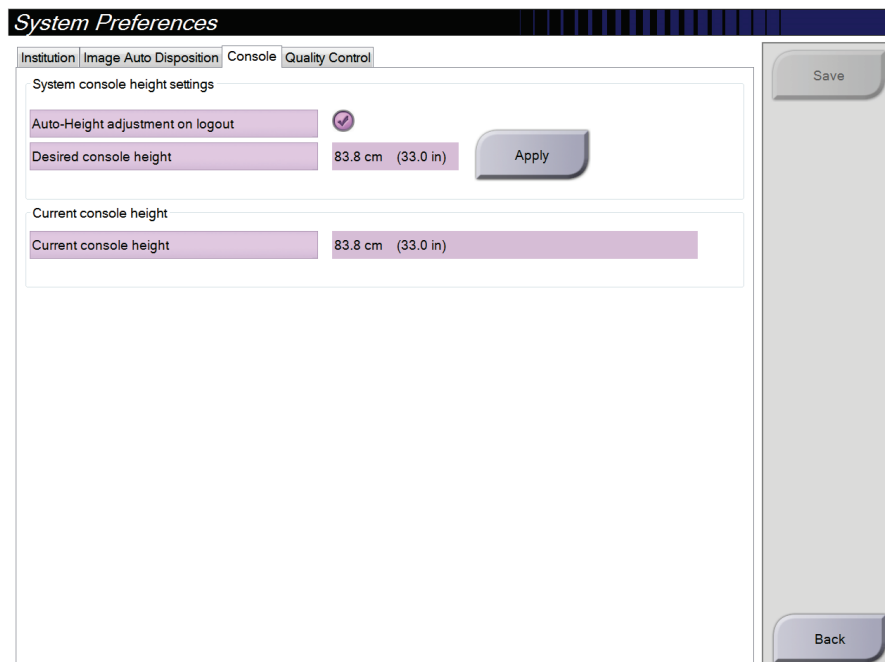 System Preferences
Institution Image Auto Disposition Console Quality Control
Save
System console height settings
Auto-Height adjustment on logout
Desired console height 83.8 cm (33.0 in) Apply
Current console height
Current console height 83.8 cm (33.0 in)
Back